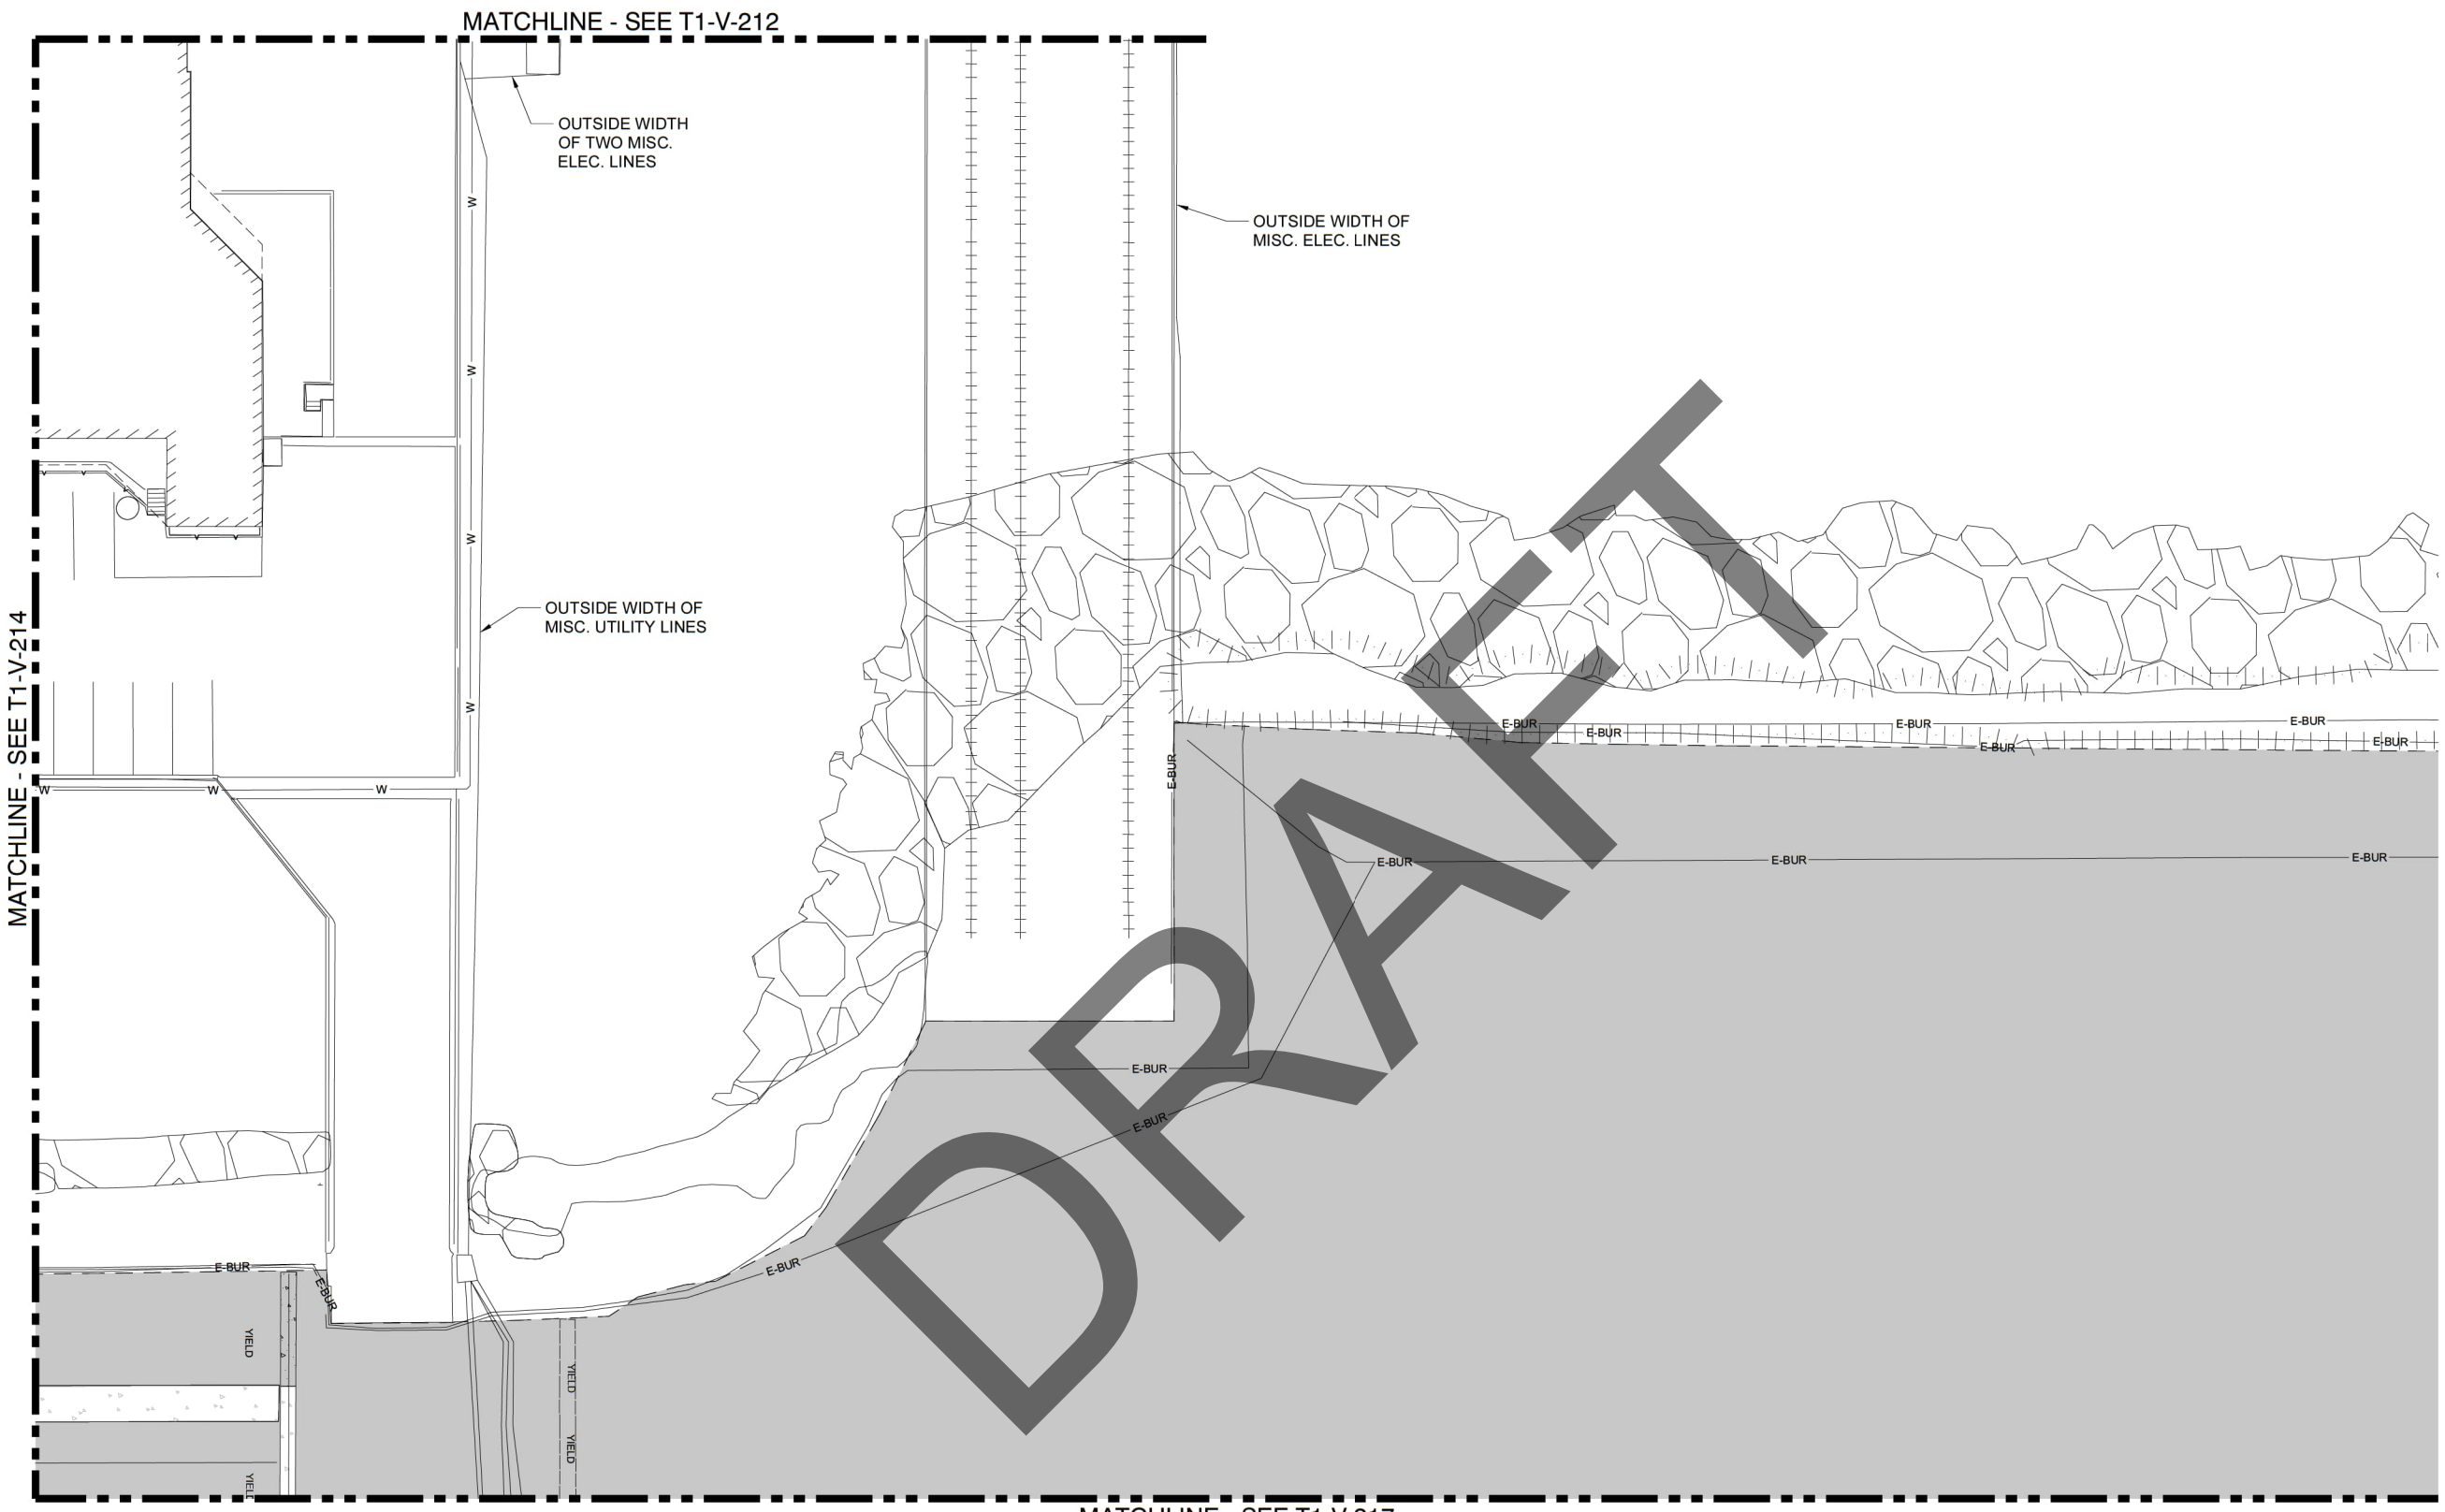 MATCHLINE - SEE T1-V-212
OUTSIDE WIDTH
OF TWO MISC.
ELEC. LINES
W
OUTSIDE WIDTH OF
MISC. ELEC. LINES
W
W
OUTSIDE WIDTH OF
MISC. UTILITY LINES
MATCHLINE - SEE T1-V-214
W
E-BUR
E-BUR
E-BUR
E-BUR
E-BUR
E-BUR
E-BUR
W
W
W
E-BUR
E-BUR
E-BUR
DRAFT
E-BUR
E-BUR
E-BUR
E-BUR
E-BUR
YIELD
YIELD
YIELD